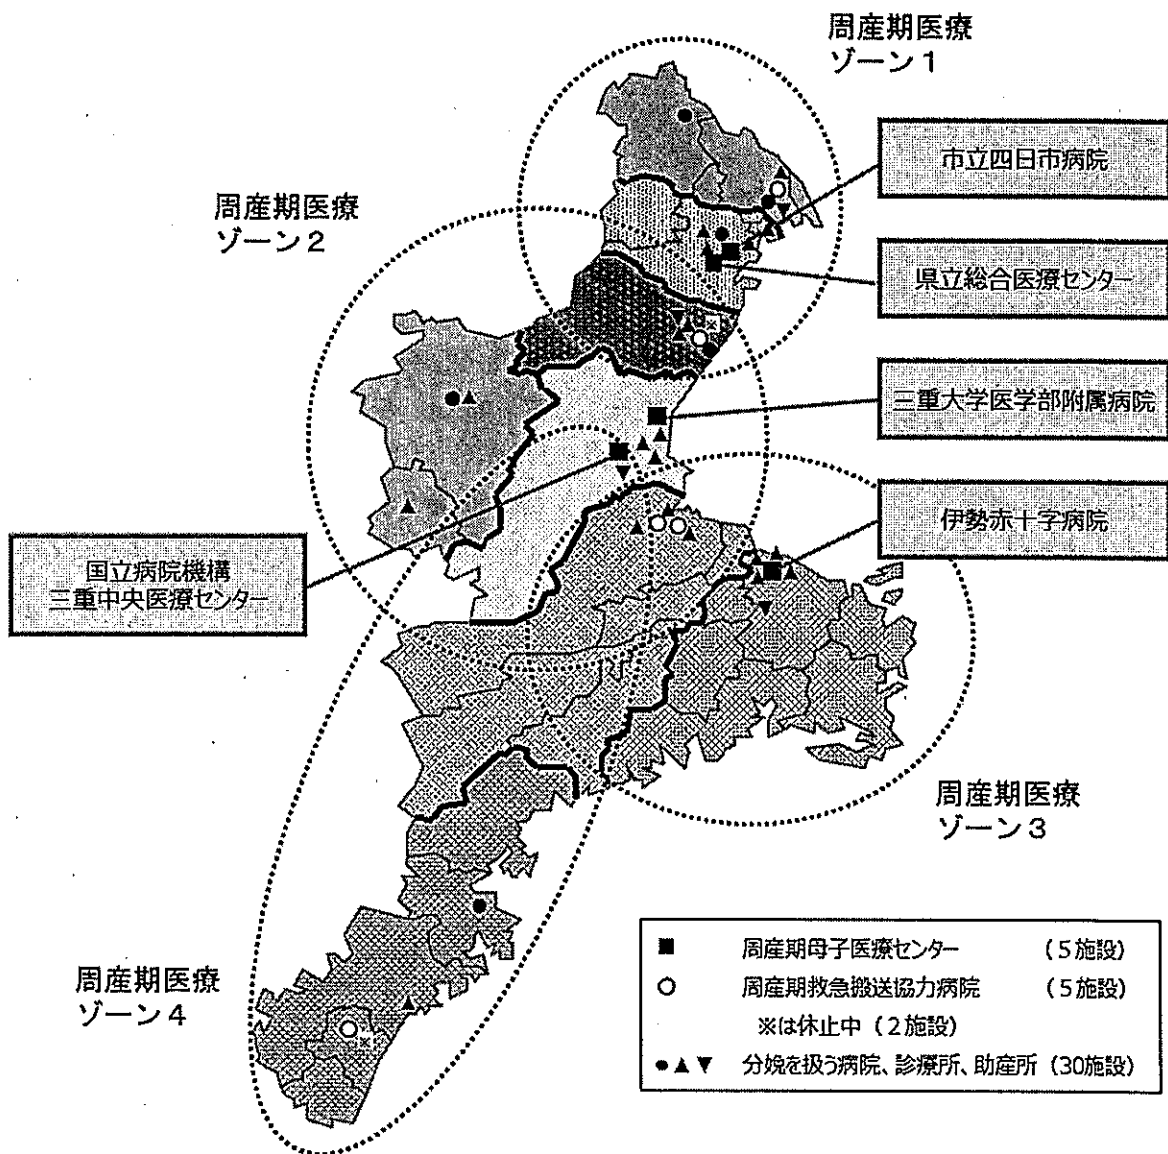 周産期医療
ゾーン１
市立四日市病院
周産期医療
ゾーン２
県立総合医療センター
※
三重大学医学部附属病院
伊勢赤十字病院
国立病院機構
三重中央医療センター
周産期医療
ゾーン３
■ 周産期母子医療センター （５施設）
○ 周産期救急搬送協力病院 （５施設）
※は休止中（２施設）
●▲▼ 分娩を扱う病院、診療所、助産所 （30施設）
周産期医療
ゾーン４
※